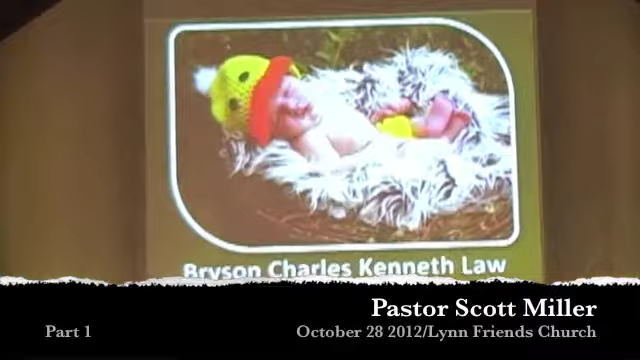 Bryson Charles Kenneth Law
Pastor Scott Miller
Part 1
October 28 2012/Lynn Friends Church